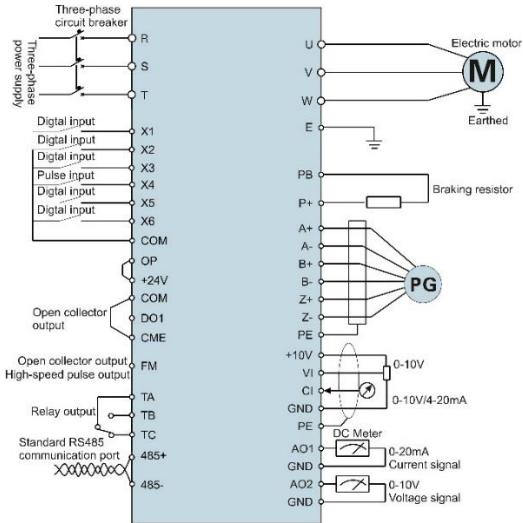 Three-phase
circuit breaker
Three-phase
power supply
R
S
T
Digtal input
X1
Digtal input
X2
Digtal input
X3
Pulse input
X4
Digtal input
X5
X6
COM
OP
+24V
COM
Open collector
output
DO1
CME
Open collector output
High-speed pulse output
FM
TA
Relay output
TB
TC
Standard RS485
communication port
485+
485-
U
V
W
Electric motor
M
Earthed
E
PB
P+
Braking resistor
A+
A-
B+
B-
Z+
Z-
PE
PG
+10V
VI
0-10V
CI
0-10V/4-20mA
GND
PE
DC Meter
AO1
0-20mA
GND
Current signal
AO2
0-10V
Voltage signal
GND